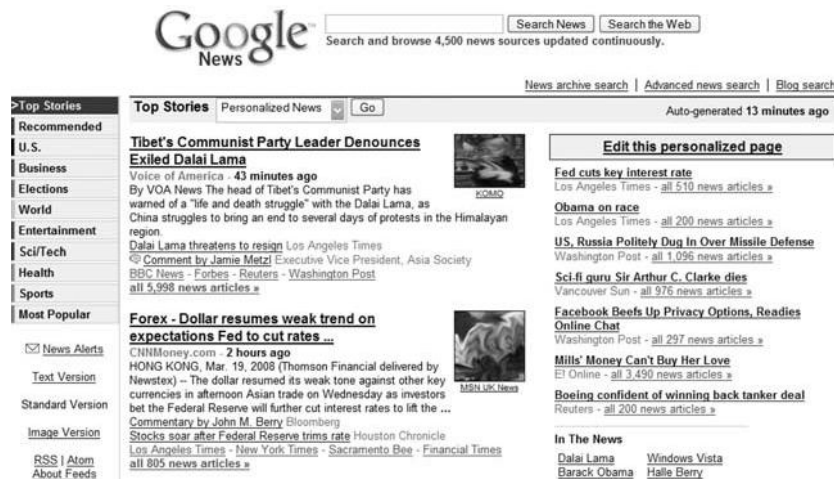 Google
News
Search News
Search the Web
Search and browse 4,500 news sources updated continuously.
News archive search | Advanced news search | Blog search
>Top Stories
Recommended
U.S.
Business
Elections
World
Entertainment
Sci/Tech
Health
Sports
Most Popular
News Alerts
Text Version
Standard Version
Image Version
RSS | Atom
About Feeds
Top Stories
Personalized News
Go
Auto-generated 13 minutes ago
Tibet's Communist Party Leader Denounces
Exiled Dalai Lama
Voice of America - 43 minutes ago
By VOA News The head of Tibet's Communist Party has
warned of a "life and death struggle" with the Dalai Lama, as
China struggles to bring an end to several days of protests in the Himalayan
region.
Dalai Lama threatens to resign Los Angeles Times
Comment by Jamie Metzl Executive Vice President, Asia Society
BBC News - Forbes - Reuters - Washington Post
all 5,998 news articles »
KOMO
Forex - Dollar resumes weak trend on
expectations Fed to cut rates ...
CNNMoney.com - 2 hours ago
HONG KONG, Mar. 19, 2008 (Thomson Financial delivered by
Newstex) -- The dollar resumed its weak tone against other key
currencies in afternoon Asian trade on Wednesday as investors
bet the Federal Reserve will further cut interest rates to lift the ...
Commentary by John M. Berry Bloomberg
Stocks soar after Federal Reserve trims rate Houston Chronicle
Los Angeles Times - New York Times - Sacramento Bee - Financial Times
all 805 news articles »
MSN UK News
Edit this personalized page
Fed cuts key interest rate
Los Angeles Times - all 510 news articles »
Obama on race
Los Angeles Times - all 200 news articles »
US, Russia Politely Dug In Over Missile Defense
Washington Post - all 1,096 news articles »
Sci-fi guru Sir Arthur C. Clarke dies
Vancouver Sun - all 976 news articles »
Facebook Beefs Up Privacy Options, Readies
Online Chat
Washington Post - all 297 news articles »
Mills' Money Can't Buy Her Love
E! Online - all 3,490 news articles »
Boeing confident of winning back tanker deal
Reuters - all 200 news articles »
In The News
Dalai Lama Windows Vista
Barack Obama Halle Berry